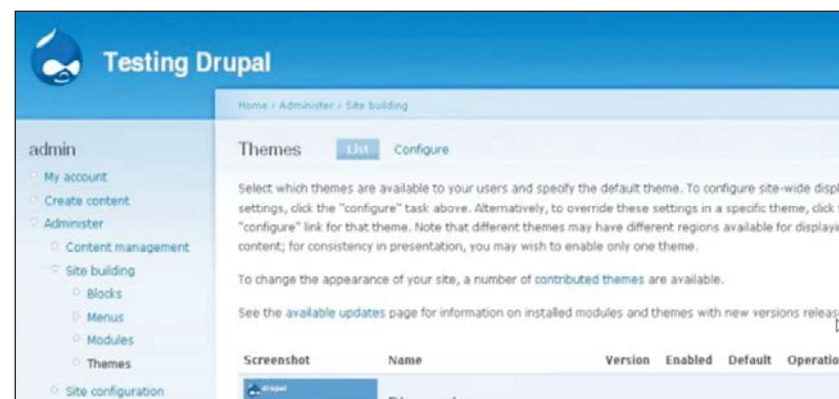 Testing Drupal
Home › Administer › Site building
admin
My account
Create content
Administer
Content management
Site building
Blocks
Menus
Modules
Themes
Site configuration
Themes List Configure
Select which themes are available to your users and specify the default theme. To configure site-wide displ
settings, click the "configure" task above. Alternatively, to override these settings in a specific theme, click
"configure" link for that theme. Note that different themes may have different regions available for displayi
content; for consistency in presentation, you may wish to enable only one theme.
To change the appearance of your site, a number of contributed themes are available.
See the available updates page for information on installed modules and themes with new versions releas
Screenshot Name Version Enabled Default Operatio
drupal